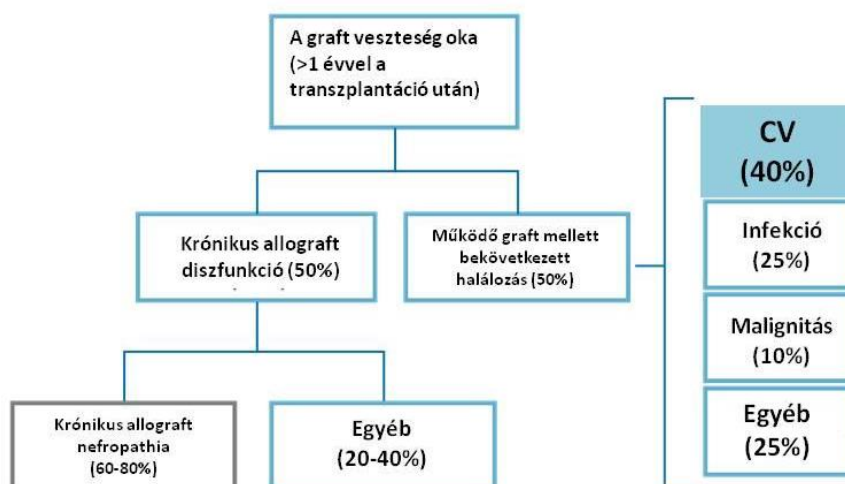 A graft veszteség oka
(>1 évvel a
transzplantáció után)
Krónikus allograft
diszfunkció (50%)
Működő graft mellett
bekövetkezett
halálozás (50%)
Krónikus allograft
nefropathia
(60-80%)
Egyéb
(20-40%)
CV
(40%)
Infekció
(25%)
Malignitás
(10%)
Egyéb
(25%)